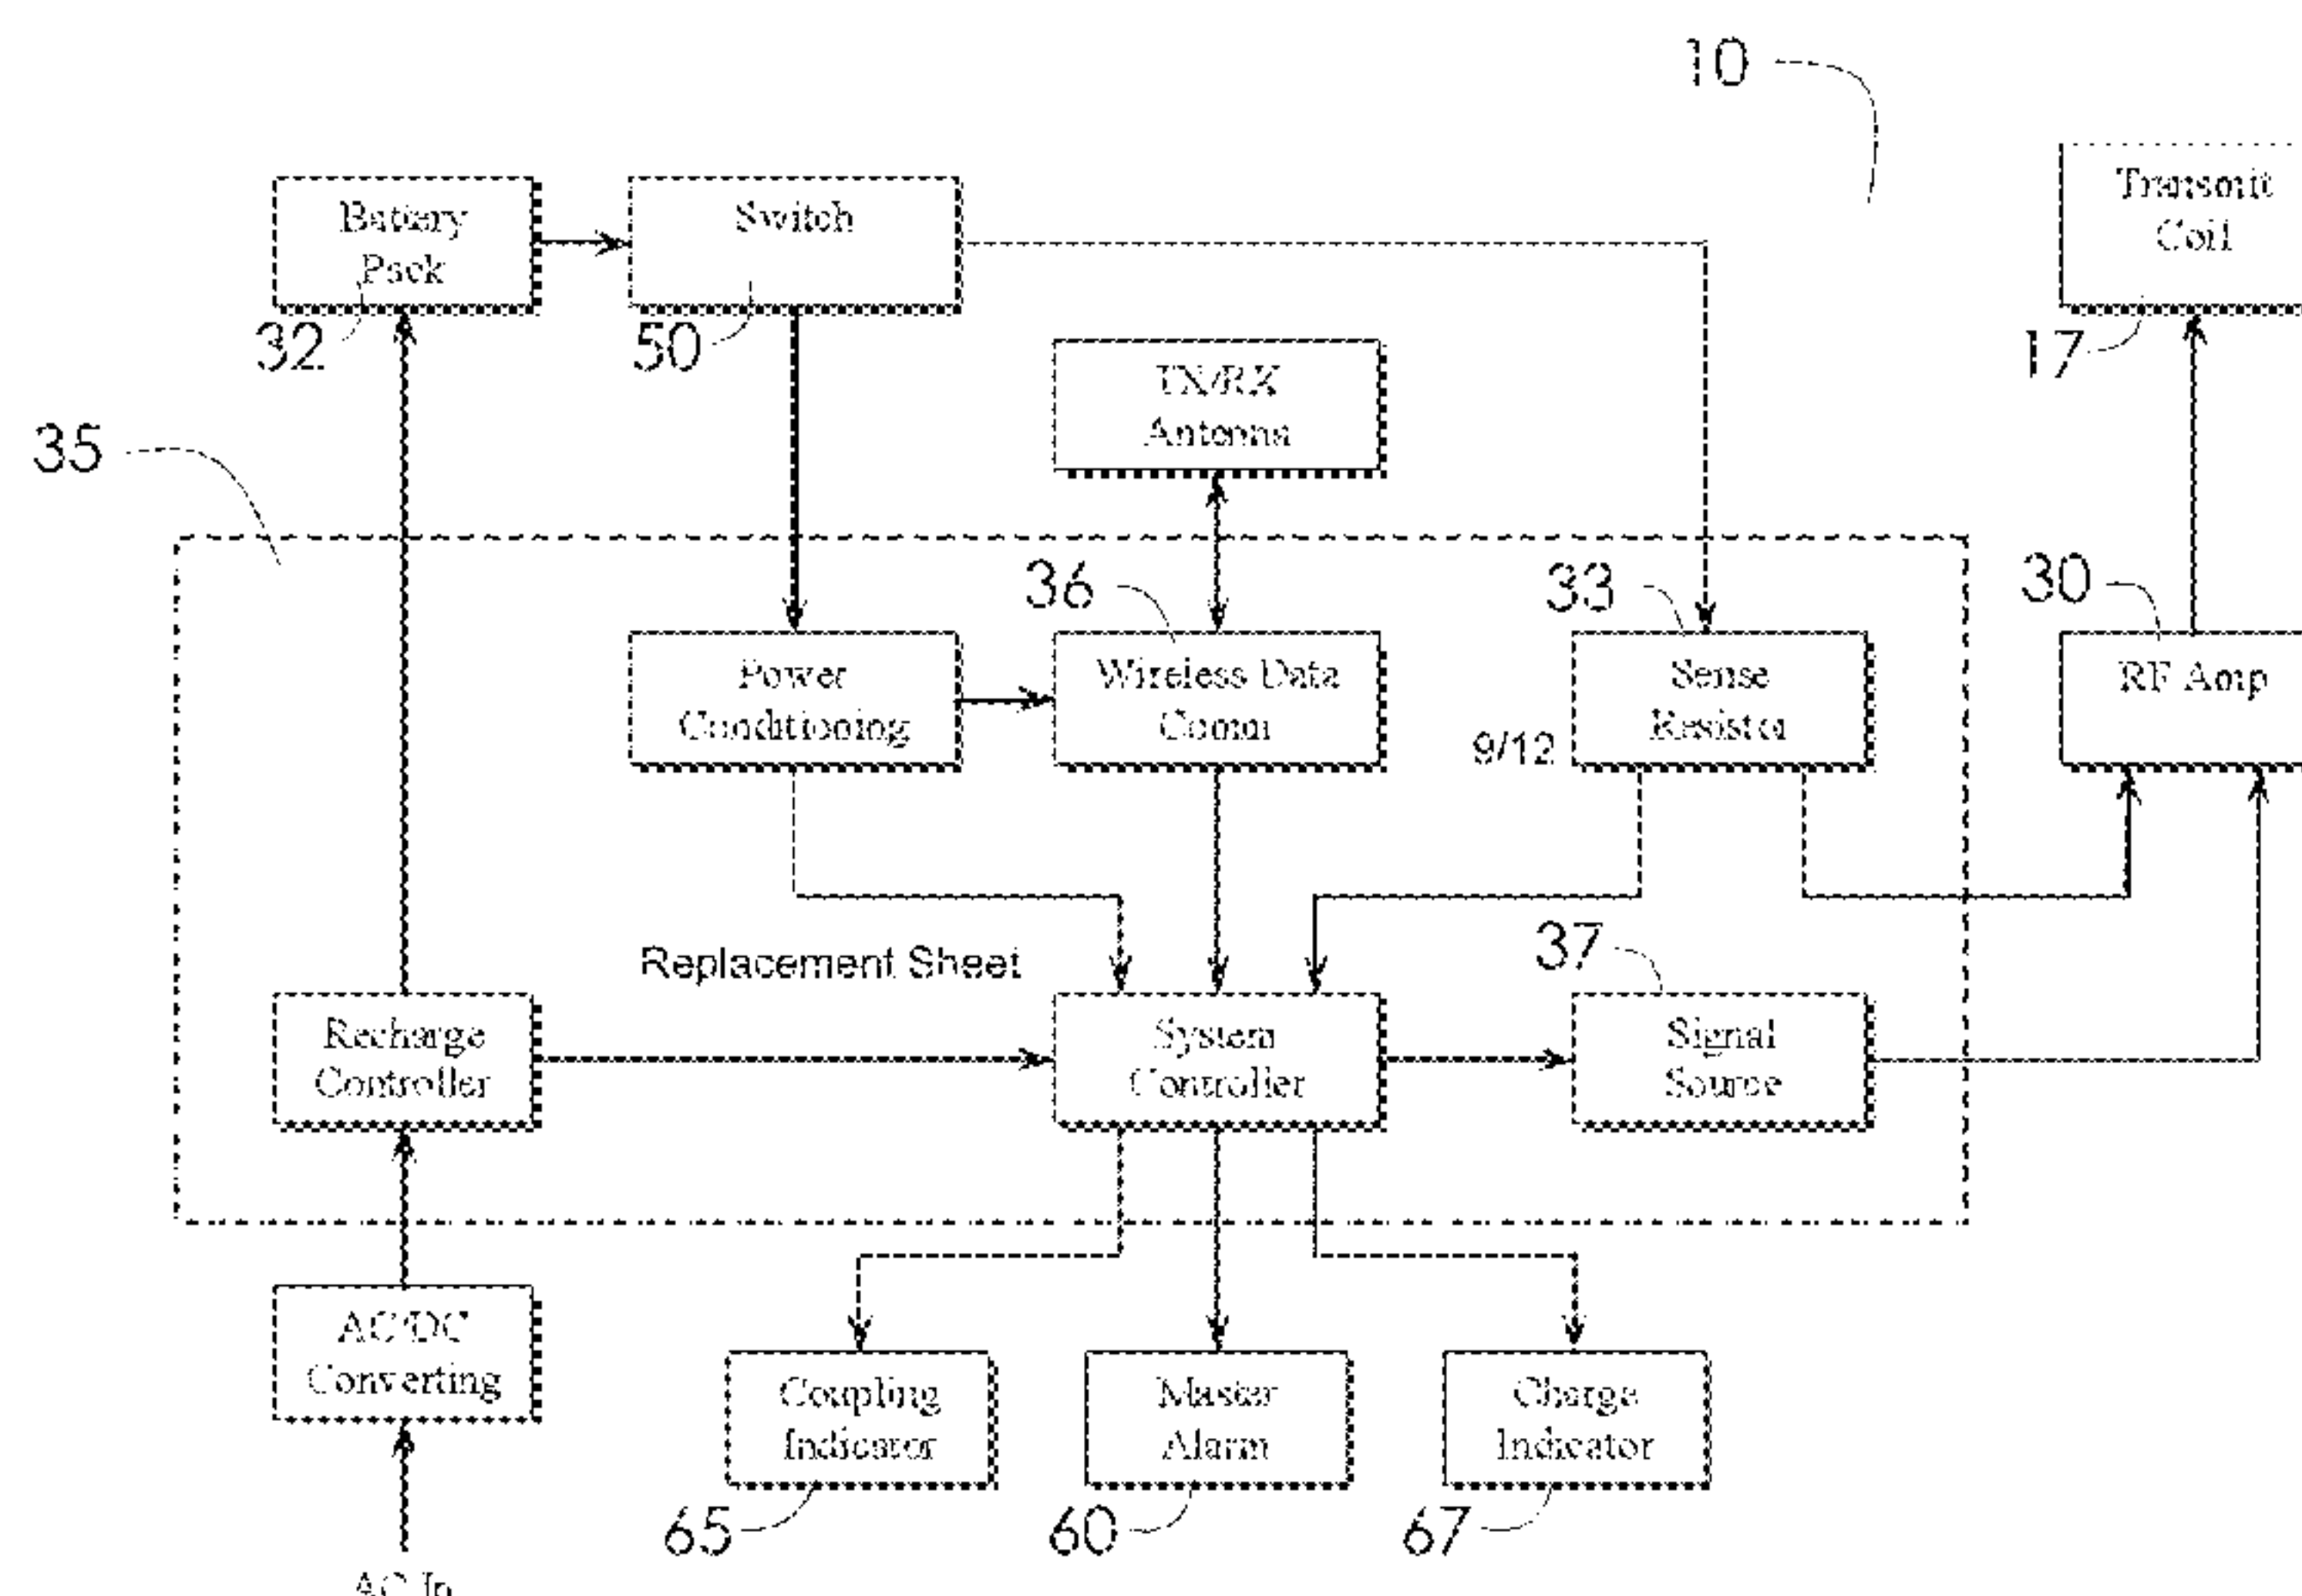 10
Transmit
Coil
17
Battery
Pack
32
Switch
50
TX/RX
Antenna
35
36
33
30
Power
Conditioning
Wireless Data
Comm
9/12
Sense
Resistor
RF Amp
Replacement Sheet
37
Recharge
Controller
System
Controller
Signal
Source
AC/DC
Converting
Coupling
Indicator
Master
Alarm
Charge
Indicator
65
60
67
AC In